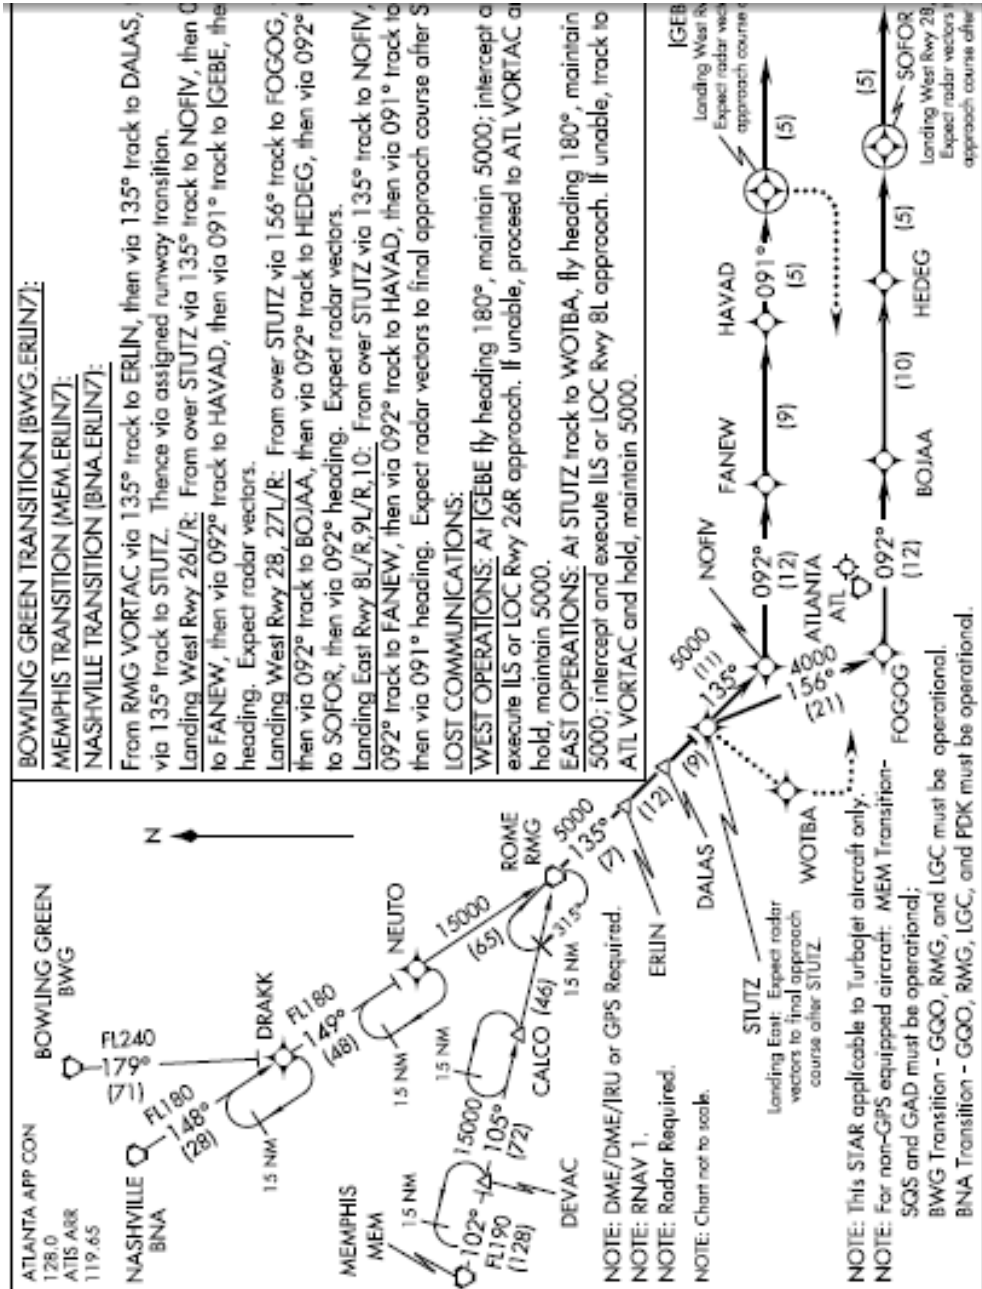 ATLANTA APP CON
128.0
ATIS ARR
119.65
BOWLING GREEN
BWG
NASHVILLE
BNA
FL240
179°
(71)
FL180
148°
(28)
DRAKK
15 NM
FL180
149°
(48)
NEUTO
15 NM
15000
(65)
MEMPHIS
MEM
15 NM
102°
FL190
(128)
DEVAC
15000
105°
(72)
15 NM
CALCO
(46)
ROME
RMG
315°
15 NM
N
5000
135°
(7)
ERLIN
(12)
DALAS
(9)
STUTZ
Landing East: Expect radar
vectors to final approach
course after STUTZ.
WOTBA
5000
(11)
135°
NOFIV
4000
156°
(21)
FOGOG
ATLANTA
ATL
092°
(12)
FANEW
(9)
HAVAD
091°
(5)
(5)
IGEB
Landing West Rw
Expect radar vect
approach course a
092°
(12)
BOJAA
(10)
HEDEG
(5)
(5)
SOFOR
Landing West Rwy 28,
Expect radar vectors t
approach course after
NOTE: DME/DME/IRU or GPS Required.
NOTE: RNAV 1.
NOTE: Radar Required.
NOTE: Chart not to scale.
NOTE: This STAR applicable to Turbojet aircraft only.
NOTE: For non-GPS equipped aircraft: MEM Transition-
SQS and GAD must be operational;
BWG Transition - GQO, RMG, and LGC must be operational.
BNA Transition - GQO, RMG, LGC, and PDK must be operational.
BOWLING GREEN TRANSITION (BWG.ERLIN7):
MEMPHIS TRANSITION (MEM.ERLIN7):
NASHVILLE TRANSITION (BNA.ERLIN7):
From RMG VORTAC via 135° track to ERLIN, then via 135° track to DALAS,
via 135° track to STUTZ. Thence via assigned runway transition.
Landing West Rwy 26L/R: From over STUTZ via 135° track to NOFIV, then
to FANEW, then via 092° track to HAVAD, then via 091° track to IGEBE, the
heading. Expect radar vectors.
Landing West Rwy 28, 27L/R: From over STUTZ via 156° track to FOGOG,
then via 092° track to BOJAA, then via 092° track to HEDEG, then via 092°
to SOFOR, then via 092° heading. Expect radar vectors.
Landing East Rwy 8L/R,9L/R,10: From over STUTZ via 135° track to NOFIV,
092° track to FANEW, then via 092° track to HAVAD, then via 091° track to
then via 091° heading. Expect radar vectors to final approach course after S
LOST COMMUNICATIONS:
WEST OPERATIONS: At IGEBE fly heading 180°, maintain 5000; intercept a
execute ILS or LOC Rwy 26R approach. If unable, proceed to ATL VORTAC a
hold, maintain 5000.
EAST OPERATIONS: At STUTZ track to WOTBA, fly heading 180°, maintain
5000; intercept and execute ILS or LOC Rwy 8L approach. If unable, track to
ATL VORTAC and hold, maintain 5000.